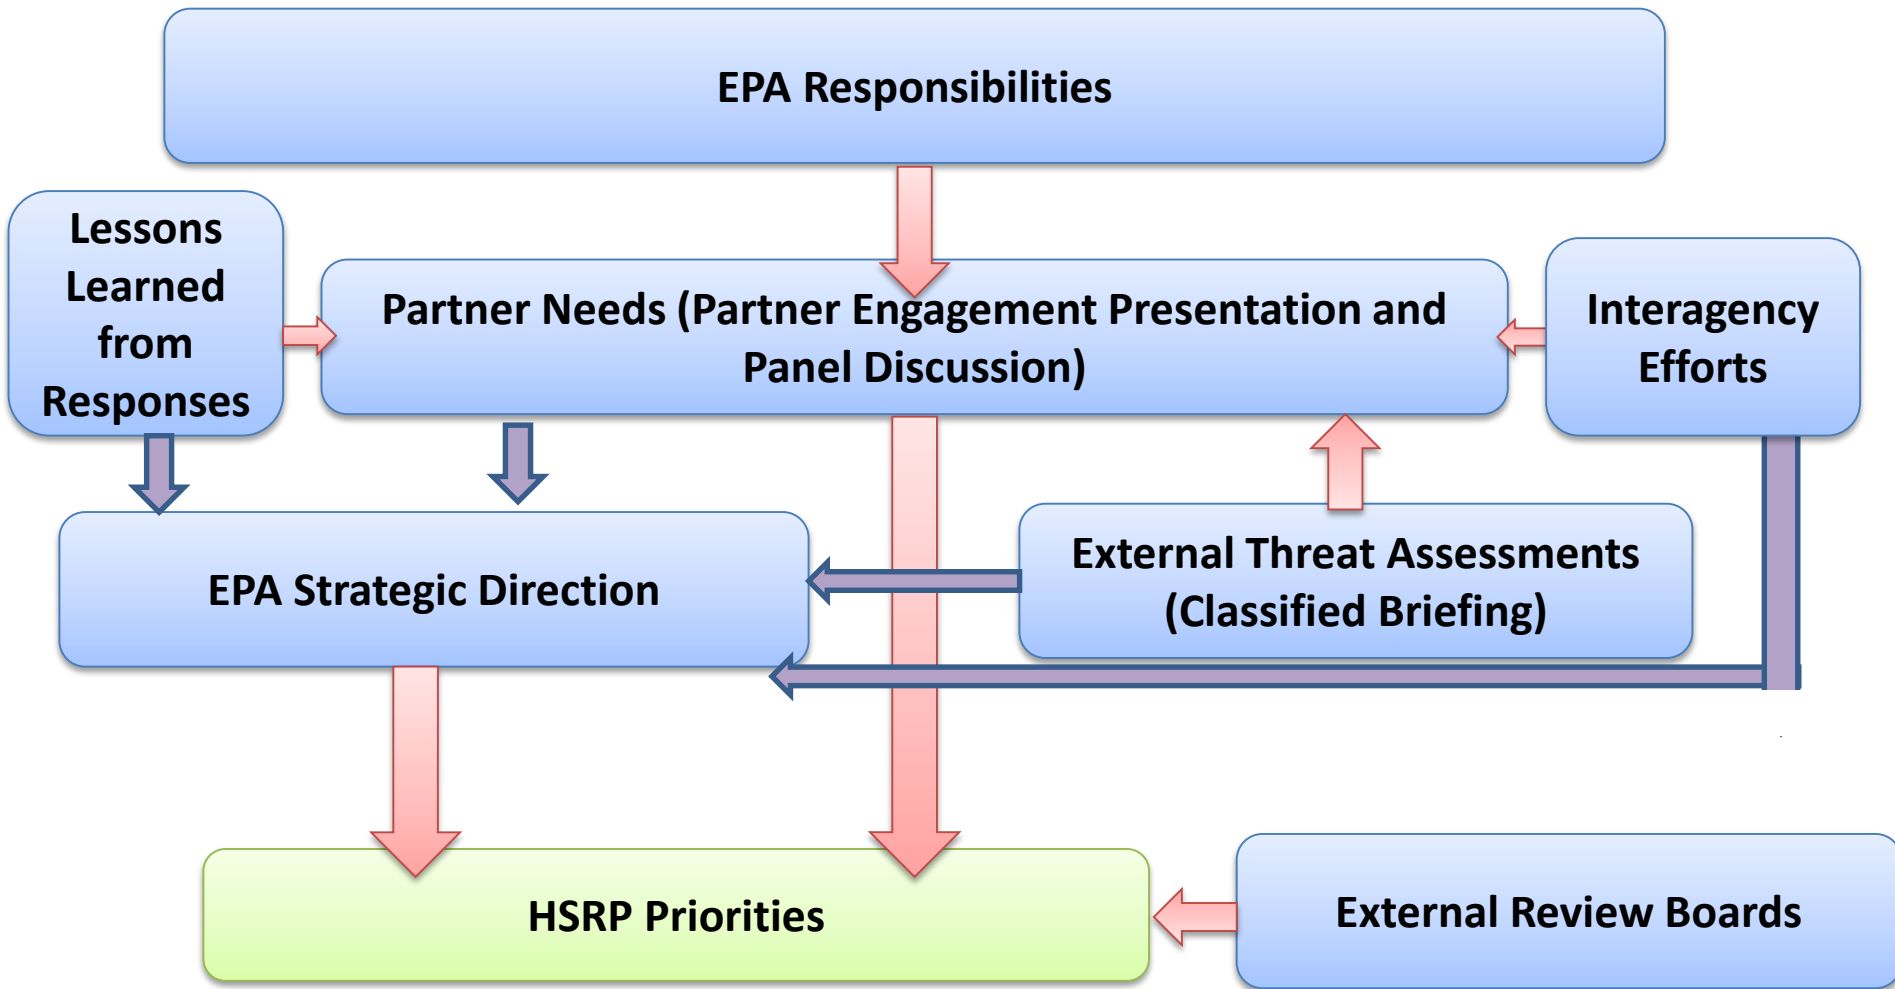 EPA Responsibilities
Lessons
Learned
from
Responses
Partner Needs (Partner Engagement Presentation and
Panel Discussion)
Interagency
Efforts
EPA Strategic Direction
External Threat Assessments
(Classified Briefing)
HSRP Priorities
External Review Boards